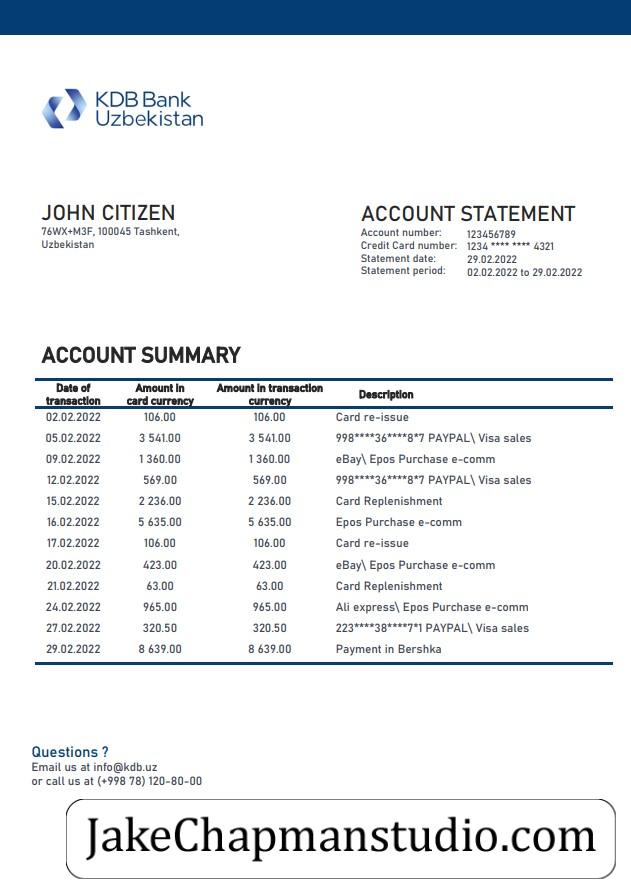 KDB Bank
Uzbekistan
JOHN CITIZEN
76WX+M3F, 100045 Tashkent,
Uzbekistan
ACCOUNT STATEMENT
Account number: 123456789
Credit Card number: 1234 **** **** 4321
Statement date: 29.02.2022
Statement period: 02.02.2022 to 29.02.2022
ACCOUNT SUMMARY
Date of transaction Amount in card currency Amount in transaction currency Description
02.02.2022 106.00 106.00 Card re-issue
05.02.2022 3 541.00 3 541.00 998****36****8*7 PAYPAL\ Visa sales
09.02.2022 1 360.00 1 360.00 eBay\ Epos Purchase e-comm
12.02.2022 569.00 569.00 998****36****8*7 PAYPAL\ Visa sales
15.02.2022 2 236.00 2 236.00 Card Replenishment
16.02.2022 5 635.00 5 635.00 Epos Purchase e-comm
17.02.2022 106.00 106.00 Card re-issue
20.02.2022 423.00 423.00 eBay\ Epos Purchase e-comm
21.02.2022 63.00 63.00 Card Replenishment
24.02.2022 965.00 965.00 Ali express\ Epos Purchase e-comm
27.02.2022 320.50 320.50 223****38****7*1 PAYPAL\ Visa sales
29.02.2022 8 639.00 8 639.00 Payment in Bershka
Questions ?
Email us at info@kdb.uz
or call us at (+998 78) 120-80-00
JakeChapmanstudio.com